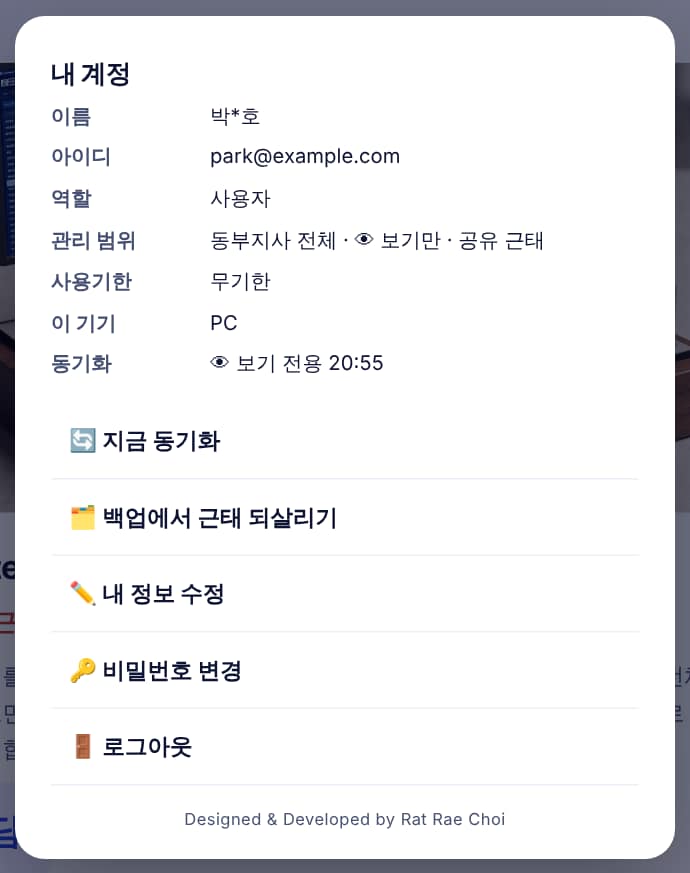 내 계정
이름 박*호
아이디 park@example.com
역할 사용자
관리 범위 동부지사 전체 · 👁 보기만 · 공유 근태
사용기한 무기한
이 기기 PC
동기화 👁 보기 전용 20:55
🔄 지금 동기화
🗂️ 백업에서 근태 되살리기
✏️ 내 정보 수정
🔑 비밀번호 변경
🚪 로그아웃
Designed & Developed by Rat Rae Choi